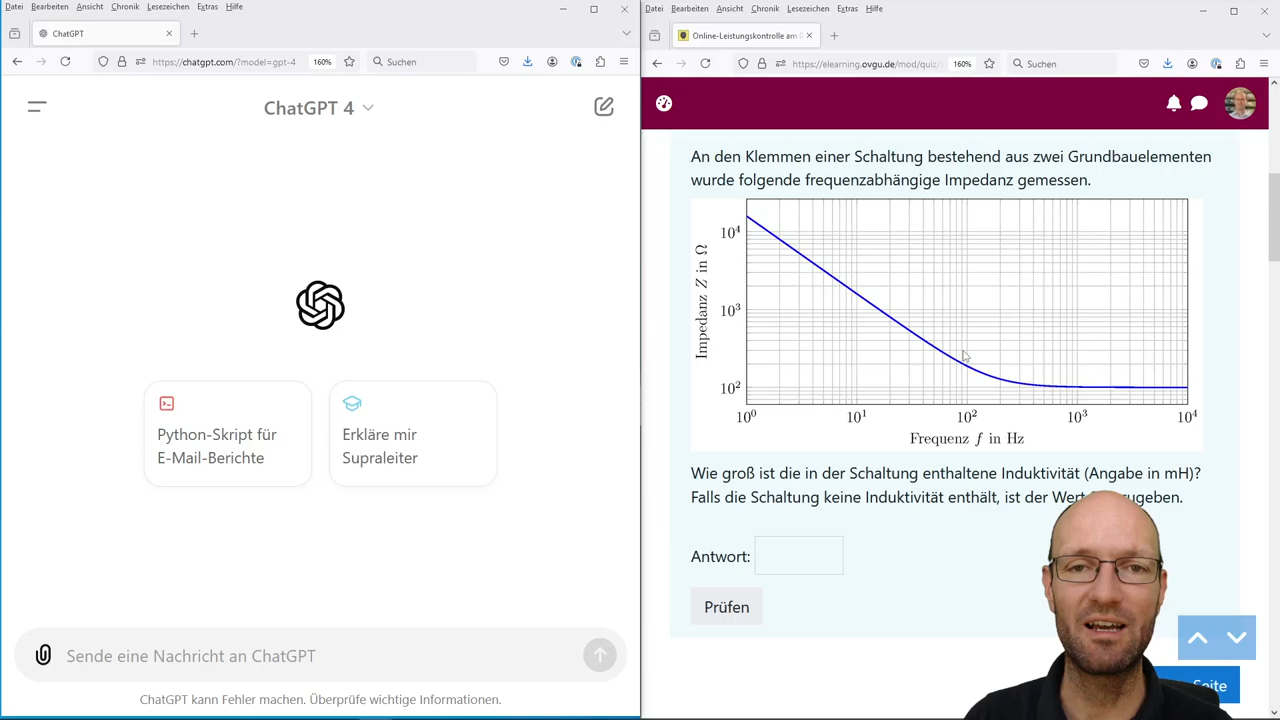 Datei Bearbeiten Ansicht Chronik Lesezeichen Extras Hilfe
ChatGPT
https://chatgpt.com/?model=gpt-4
160%
Suchen
ChatGPT 4
Python-Skript für
E-Mail-Berichte
Erkläre mir
Supraleiter
Sende eine Nachricht an ChatGPT
ChatGPT kann Fehler machen. Überprüfe wichtige Informationen.
Datei Bearbeiten Ansicht Chronik Lesezeichen Extras Hilfe
Online-Leistungskontrolle am
https://elearning.ovgu.de/mod/quiz/
160%
Suchen
An den Klemmen einer Schaltung bestehend aus zwei Grundbauelementen
wurde folgende frequenzabhängige Impedanz gemessen.
Impedanz Z in Ω
10⁴
10³
10²
10⁰ 10¹ 10² 10³ 10⁴
Frequenz f in Hz
Wie groß ist die in der Schaltung enthaltene Induktivität (Angabe in mH)?
Falls die Schaltung keine Induktivität enthält, ist der
Antwort:
Prüfen
Seite